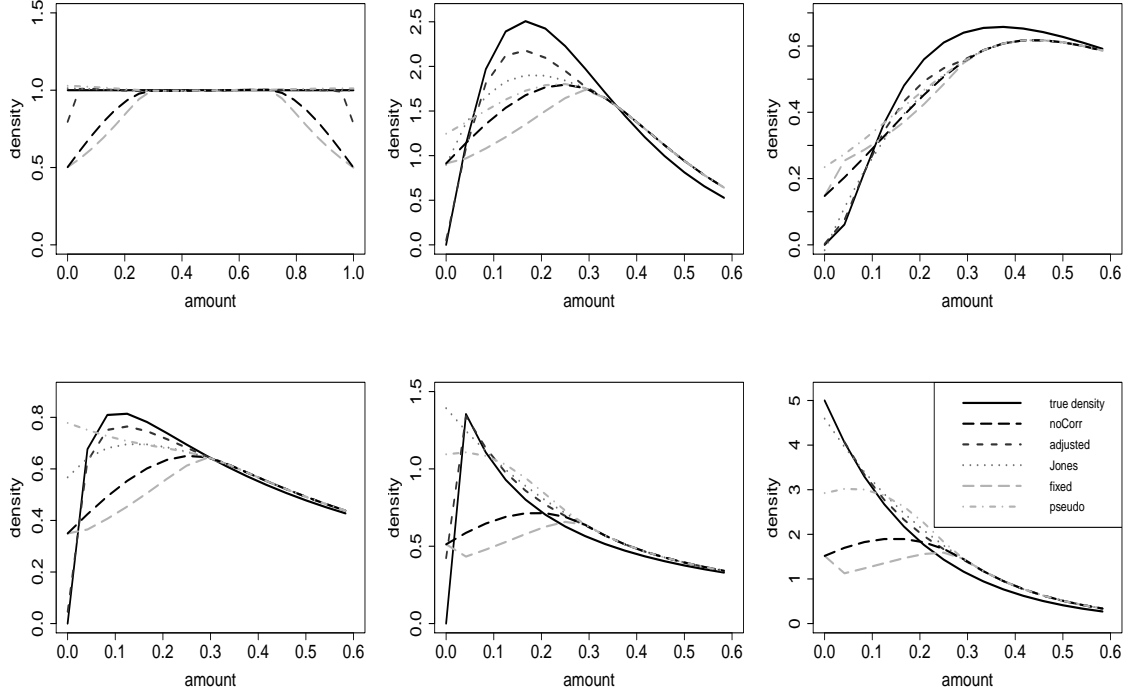 density
0.0 0.5 1.0 1.5
0.0 0.2 0.4 0.6 0.8 1.0
amount
density
0.0 0.5 1.0 1.5 2.0 2.5
0.0 0.1 0.2 0.3 0.4 0.5 0.6
amount
density
0.0 0.2 0.4 0.6
0.0 0.1 0.2 0.3 0.4 0.5 0.6
amount
density
0.0 0.2 0.4 0.6 0.8
0.0 0.1 0.2 0.3 0.4 0.5 0.6
amount
density
0.0 0.5 1.0 1.5
0.0 0.1 0.2 0.3 0.4 0.5 0.6
amount
density
0 1 2 3 4 5
true density
noCorr
adjusted
Jones
fixed
pseudo
0.0 0.1 0.2 0.3 0.4 0.5 0.6
amount